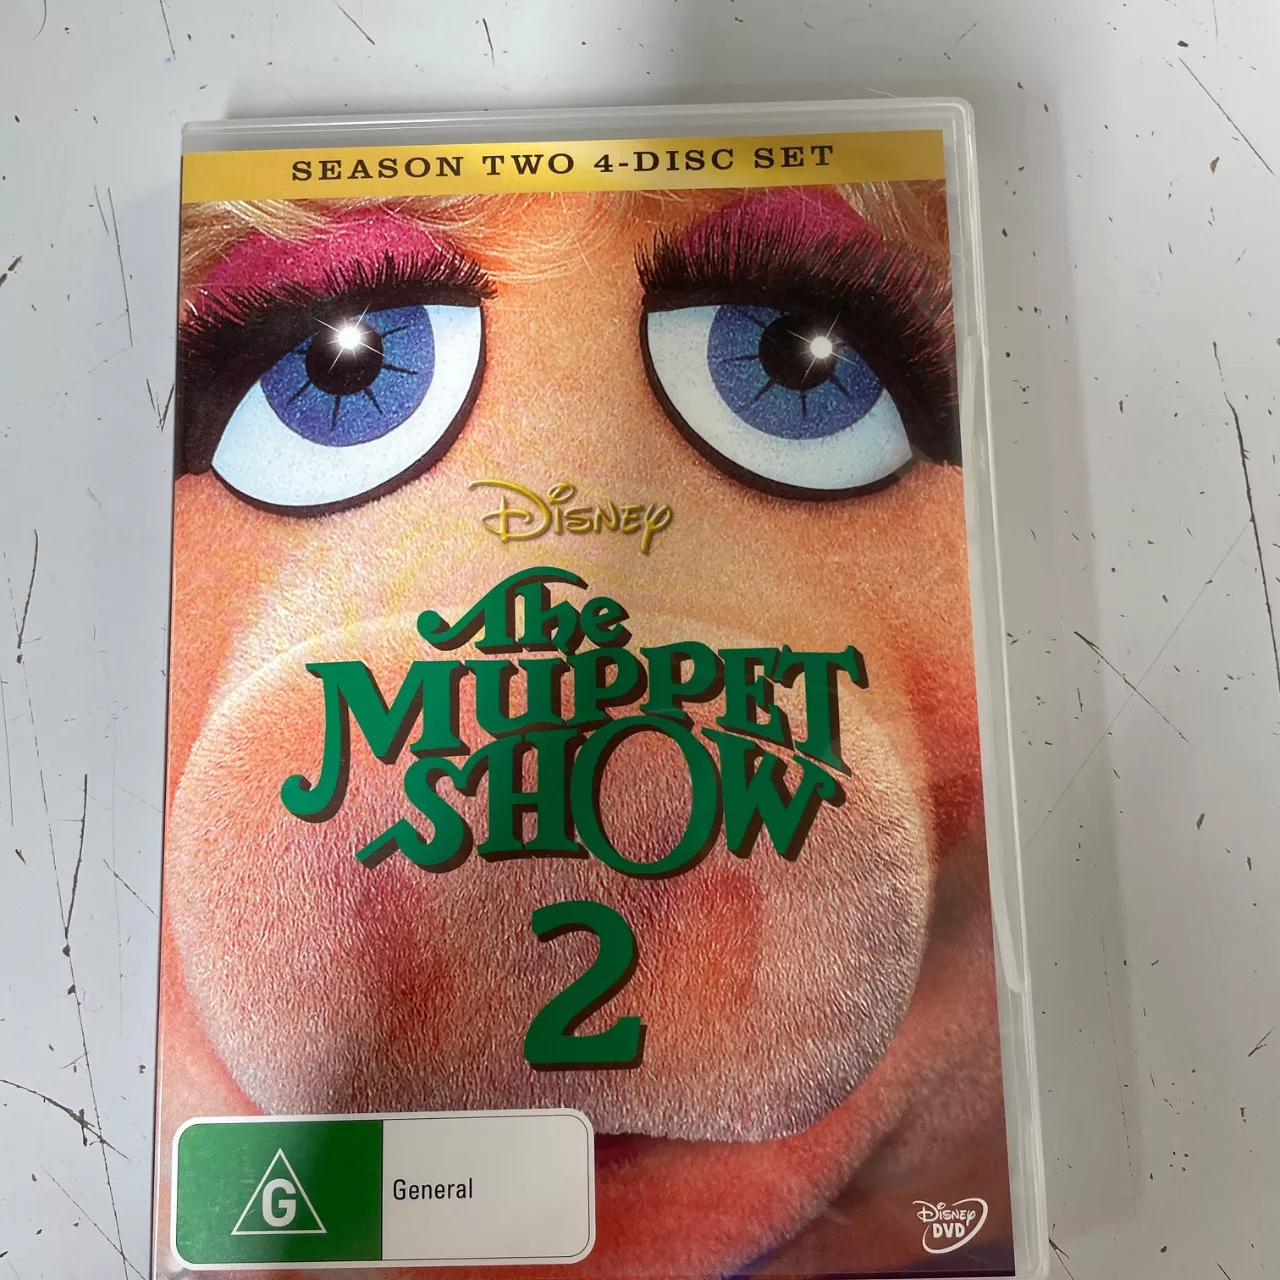 SEASON TWO 4-DISC SET
DISNEY
The
MUPPET
SHOW
2
G
General
DISNEY
DVD